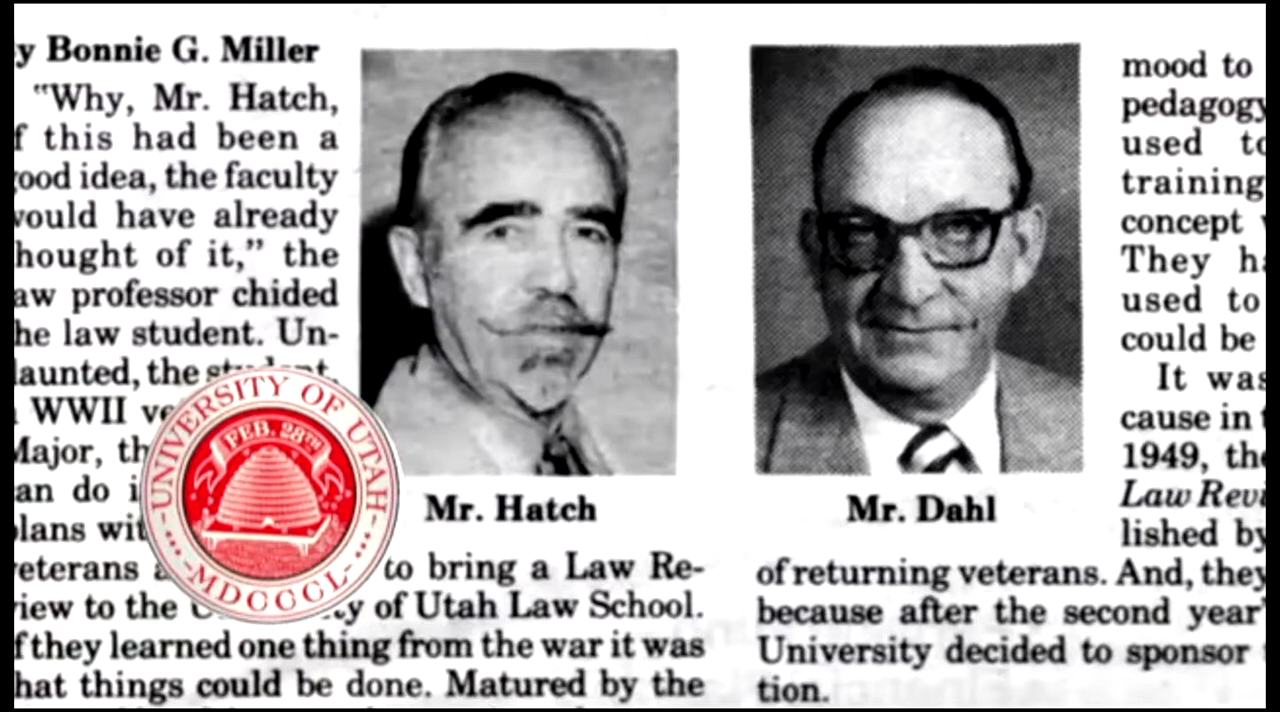 y Bonnie G. Miller
"Why, Mr. Hatch,
f this had been a
ood idea, the faculty
would have already
hought of it," the
aw professor chided
he law student. Un-
daunted, the student,
WWII ve
Major, th
an do i
plans wit
eterans a
to bring a Law Re-
iew to the U y of Utah Law School.
f they learned one thing from the war it was
hat things could be done. Matured by the
UNIVERSITY OF UTAH
FEB. 28TH
MDCCCL
Mr. Hatch
Mr. Dahl
of returning veterans. And, they
because after the second year'
University decided to sponsor
tion.
mood to
pedagogy
used to
training
concept
They ha
used to
could be
It was
cause in
1949, the
Law Revi
lished by